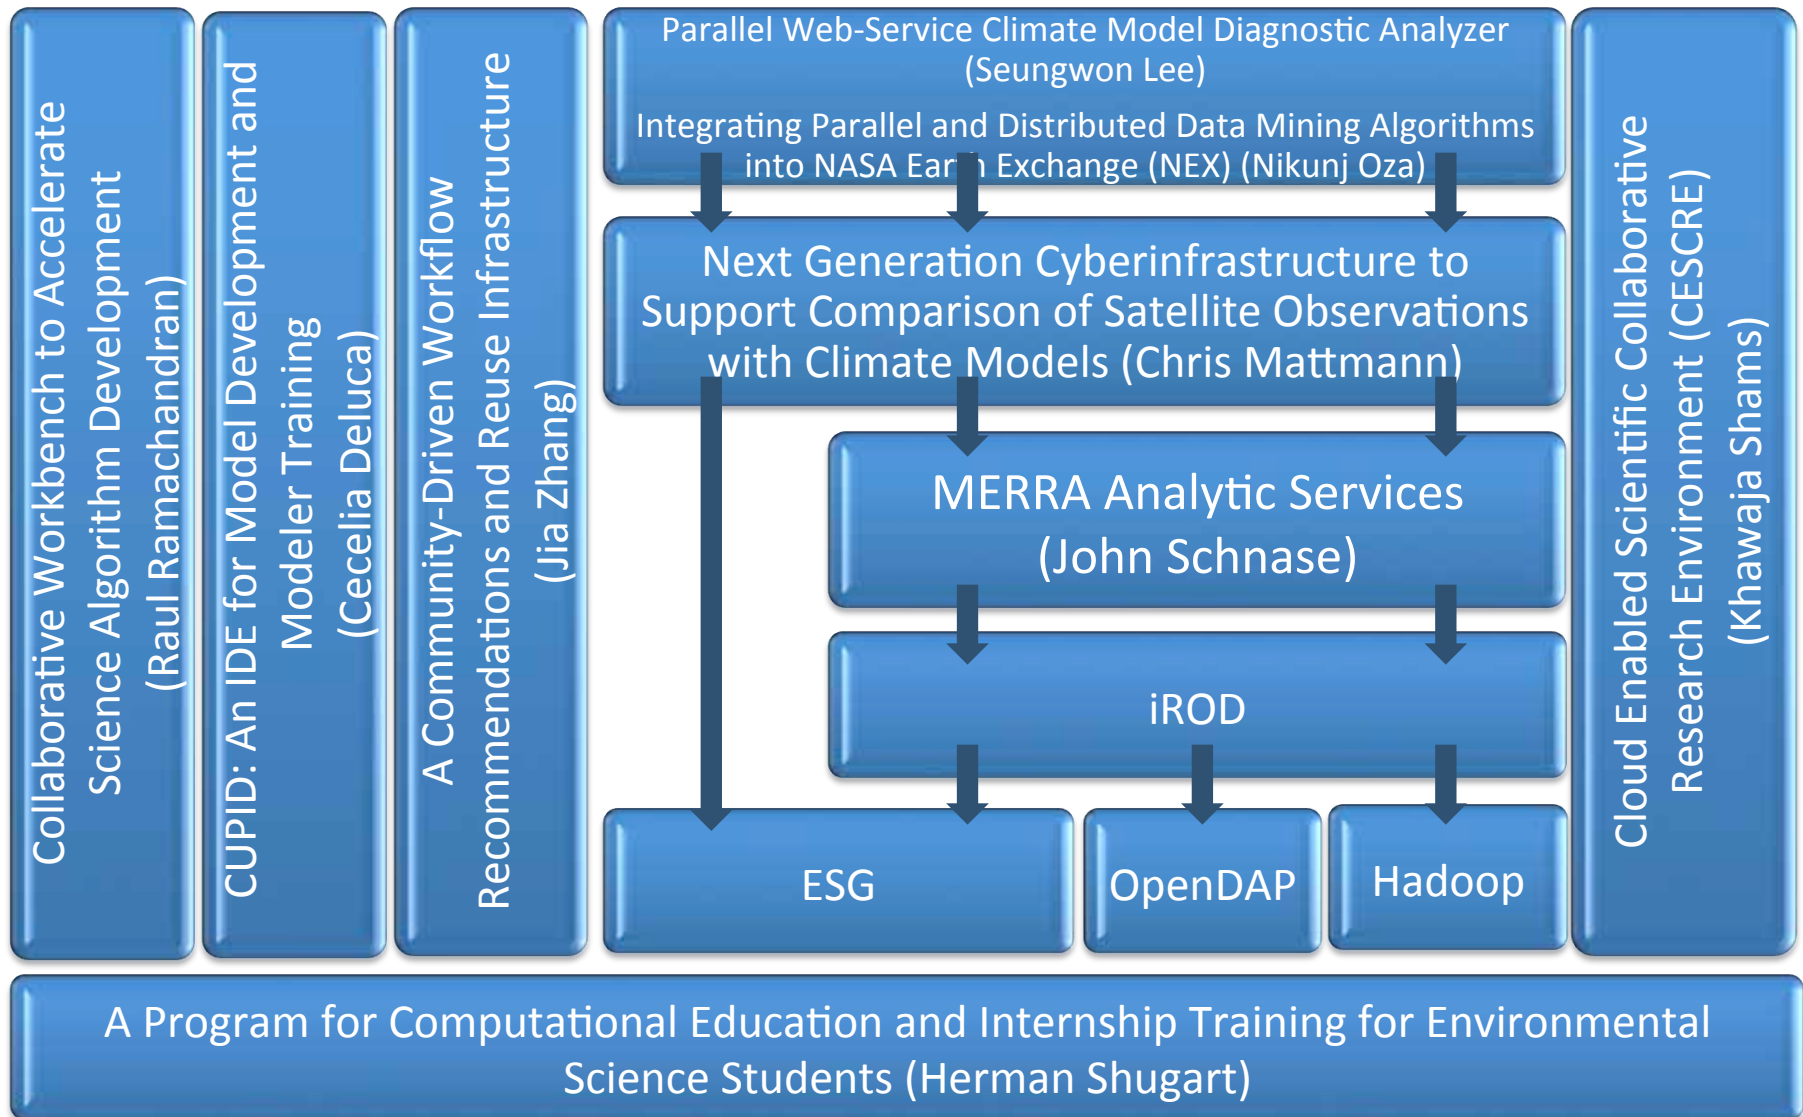 Collaborative Workbench to Accelerate
Science Algorithm Development
(Raul Ramachandran)
CUPID: An IDE for Model Development and
Modeler Training
(Cecelia Deluca)
A Community-Driven Workflow
Recommendations and Reuse Infrastructure
(Jia Zhang)
Parallel Web-Service Climate Model Diagnostic Analyzer
(Seungwon Lee)
Integrating Parallel and Distributed Data Mining Algorithms
into NASA Earth Exchange (NEX) (Nikunj Oza)
Next Generation Cyberinfrastructure to
Support Comparison of Satellite Observations
with Climate Models (Chris Mattmann)
MERRA Analytic Services
(John Schnase)
iROD
ESG
OpenDAP
Hadoop
Cloud Enabled Scientific Collaborative
Research Environment (CESCRE)
(Khawaja Shams)
A Program for Computational Education and Internship Training for Environmental
Science Students (Herman Shugart)